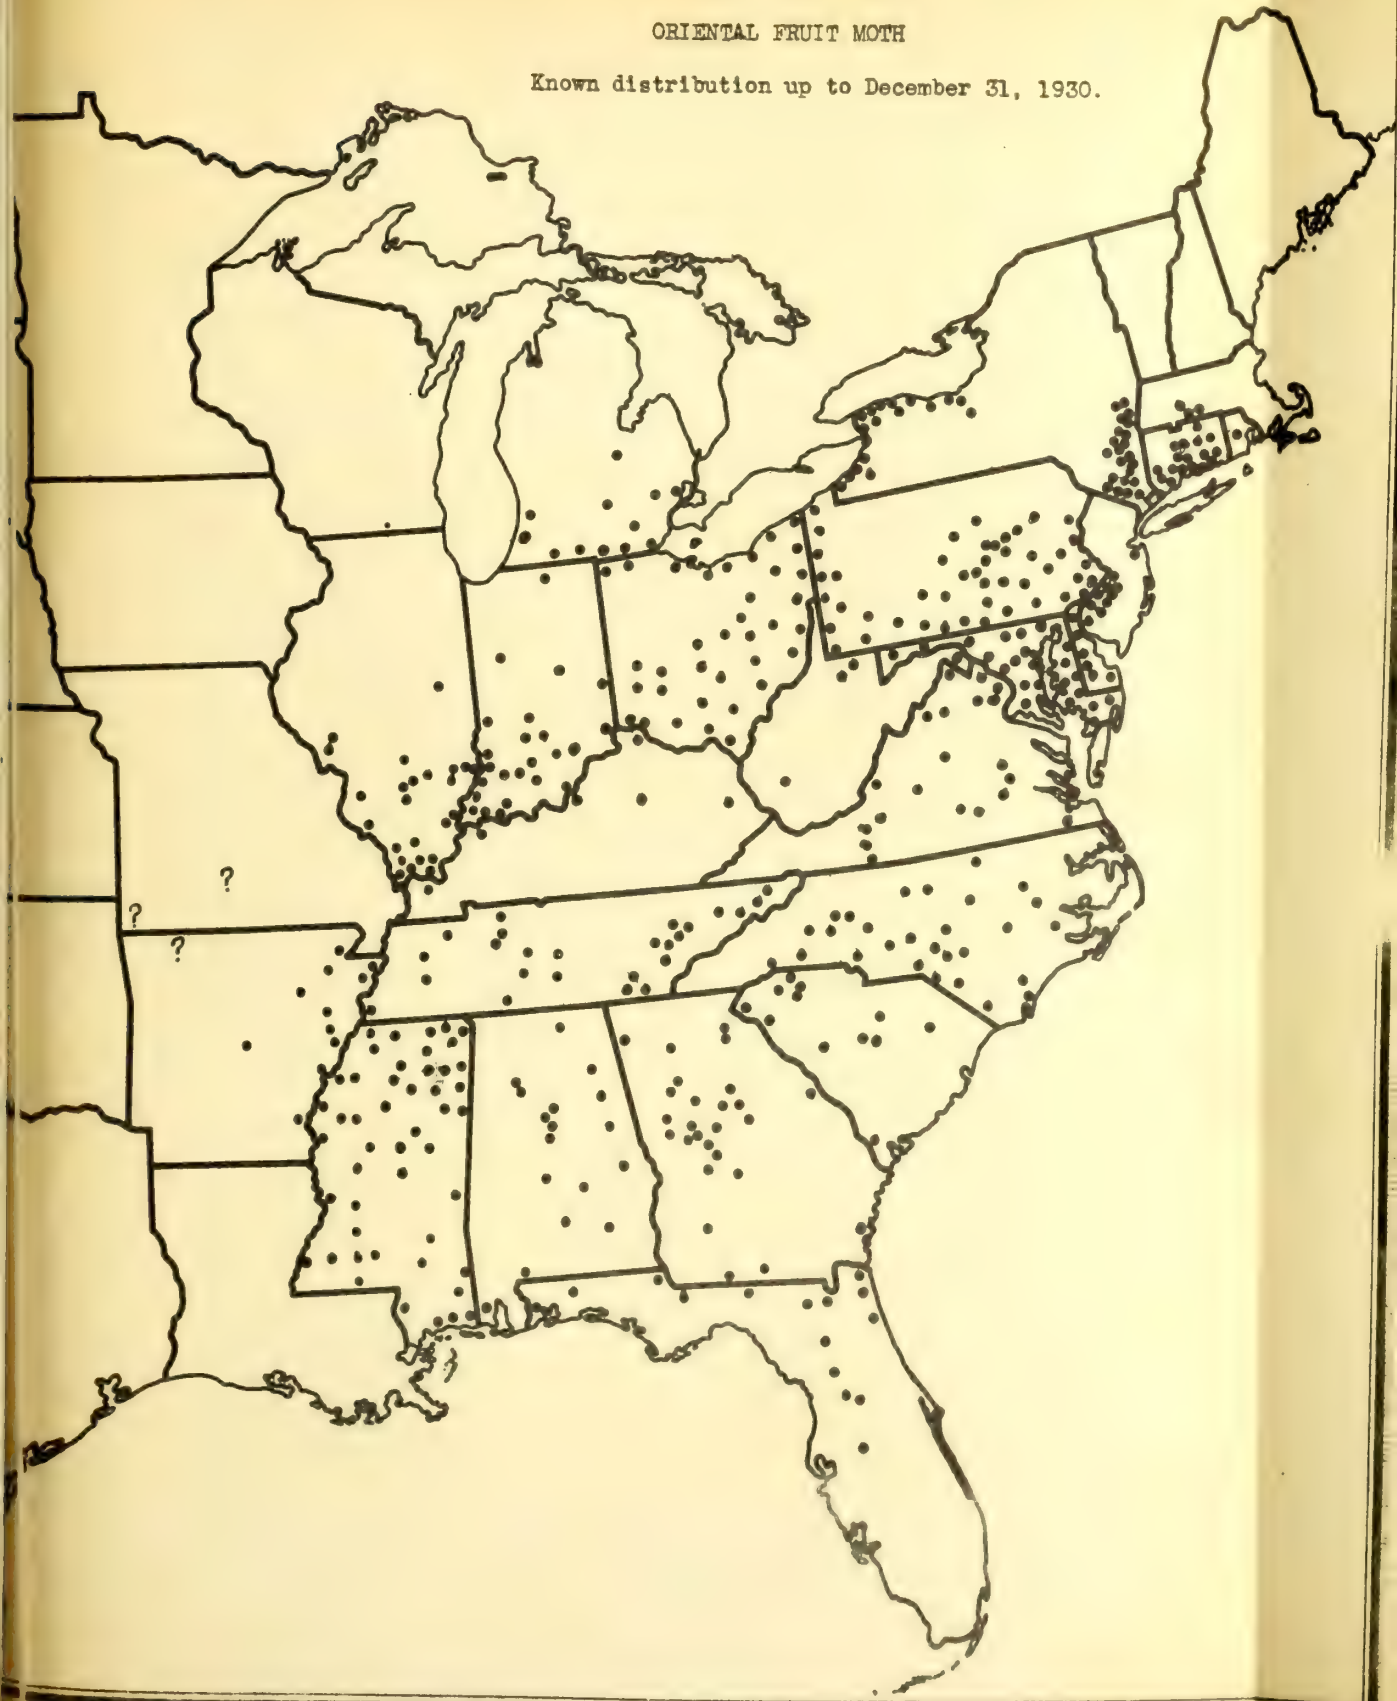 ORIENTAL FRUIT MOTH
Known distribution up to December 31, 1930.
?
?
?